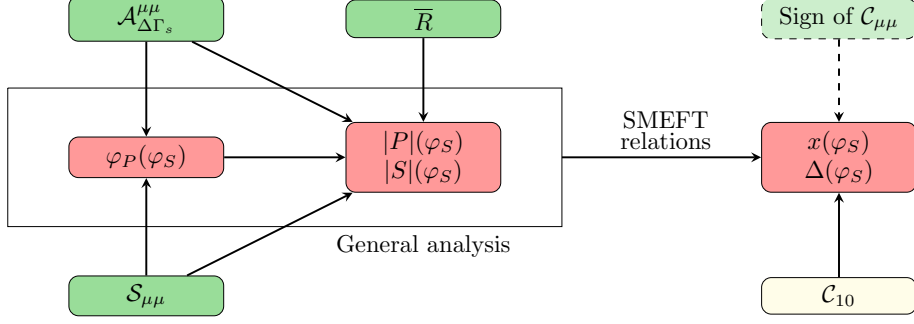 $\mathcal{A}^{\mu\mu}_{\Delta\Gamma_s}$
$\overline{R}$
Sign of $\mathcal{C}_{\mu\mu}$
$\varphi_P(\varphi_S)$
$|P|(\varphi_S)$
$|S|(\varphi_S)$
SMEFT
relations
$x(\varphi_S)$
$\Delta(\varphi_S)$
General analysis
$\mathcal{S}_{\mu\mu}$
$\mathcal{C}_{10}$